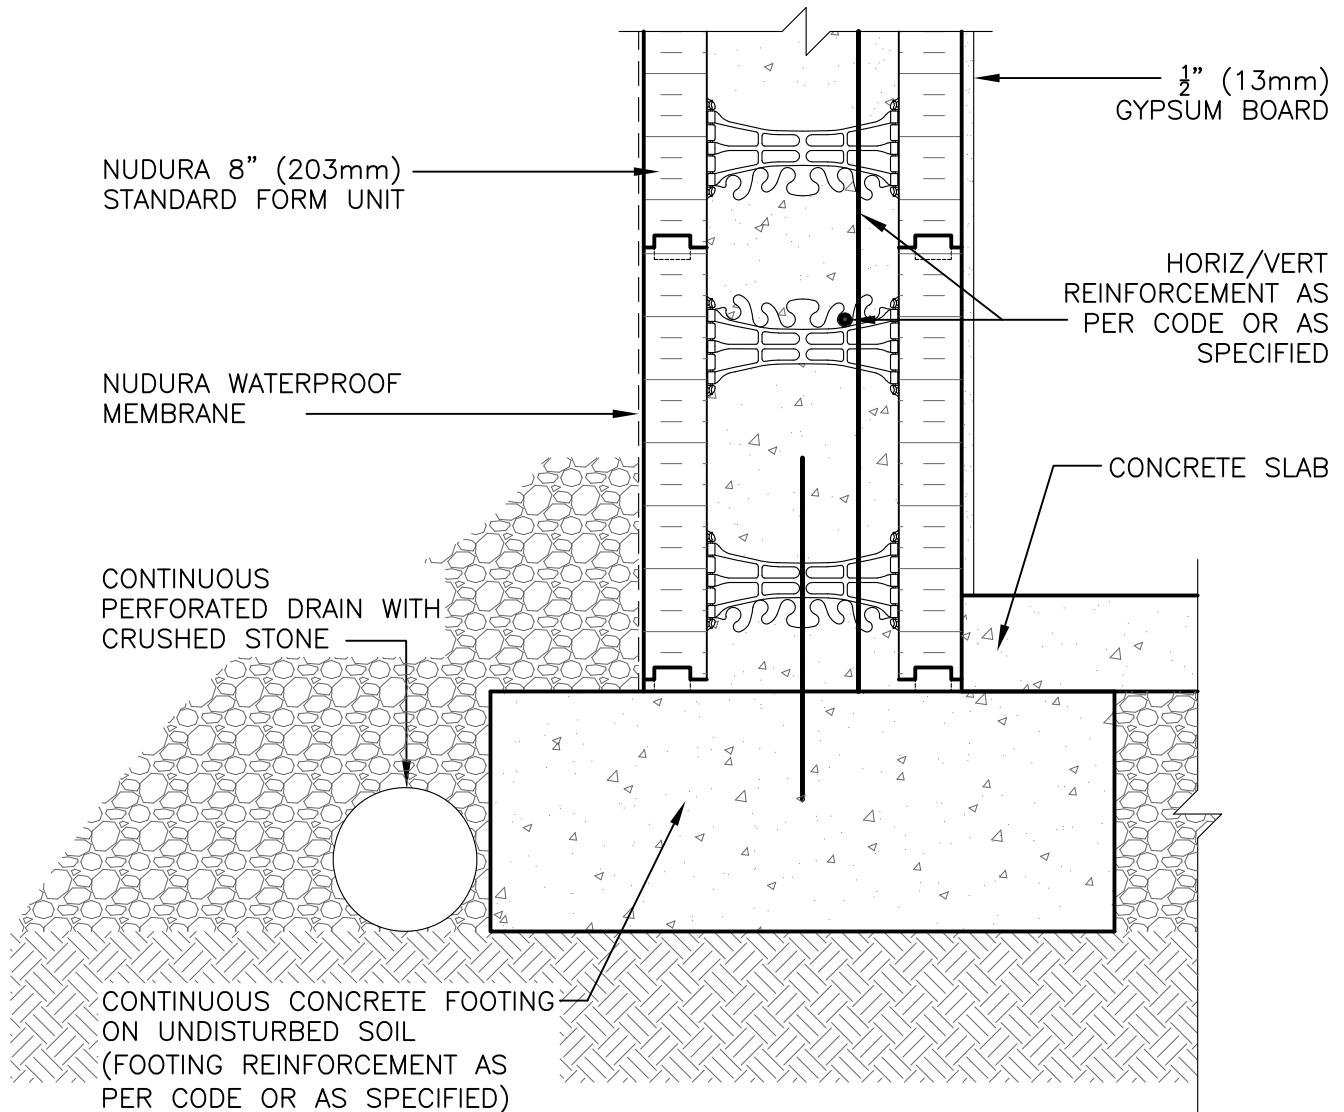 ½” (13mm)
GYPSUM BOARD
NUDURA 8” (203mm)
STANDARD FORM UNIT
HORIZ/VERT
REINFORCEMENT AS
PER CODE OR AS
SPECIFIED
NUDURA WATERPROOF
MEMBRANE
CONCRETE SLAB
CONTINUOUS
PERFORATED DRAIN WITH
CRUSHED STONE
CONTINUOUS CONCRETE FOOTING
ON UNDISTURBED SOIL
(FOOTING REINFORCEMENT AS
PER CODE OR AS SPECIFIED)